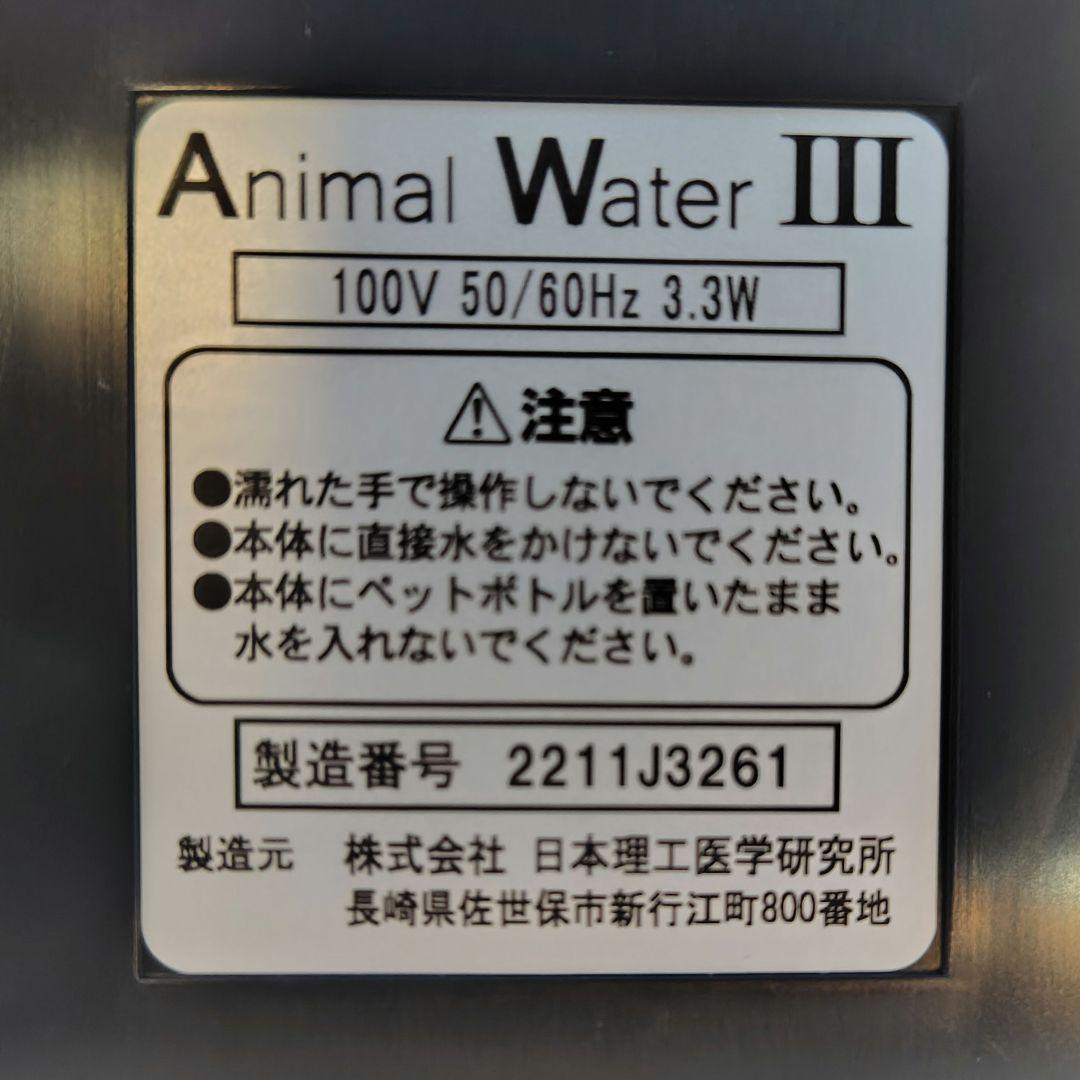 Animal Water III
100V 50/60Hz 3.3W
⚠注意
●濡れた手で操作しないでください。
●本体に直接水をかけないでください。
●本体にペットボトルを置いたまま
水を入れないでください。
製造番号 2211J3261
製造元 株式会社 日本理工医学研究所
長崎県佐世保市新行江町800番地